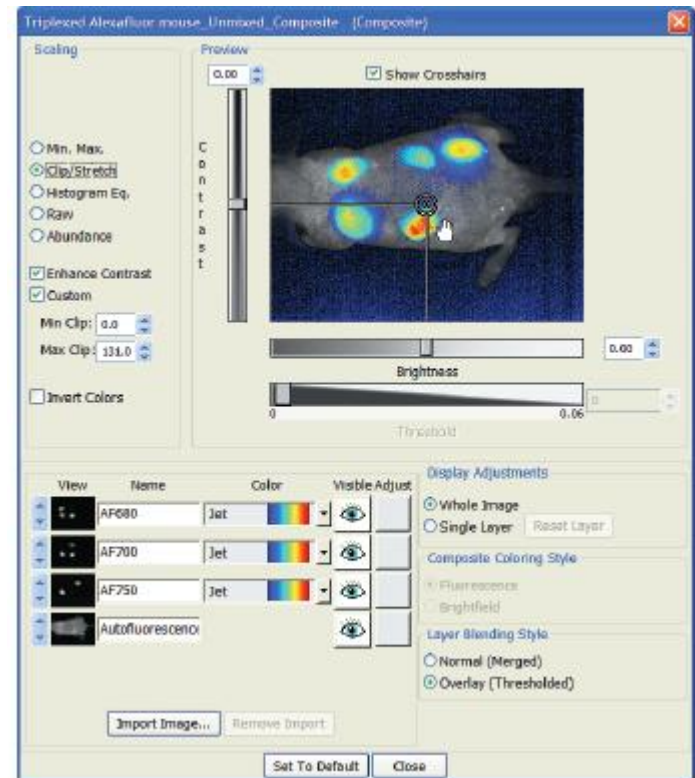 Triplexed Alexafluor mouse_Unmixed_Composite (Composite)
Scaling
Min. Max.
Clip/Stretch
Histogram Eq.
Raw
Abundance
Enhance Contrast
Custom
Min Clip: 0.0
Max Clip: 131.0
Invert Colors
Preview
0.00
Show Crosshairs
Contrast
0.00
Brightness
0
0.06
0
Threshold
View Name Color Visible Adjust
AF680 Jet
AF700 Jet
AF750 Jet
Autofluorescence
Import Image... Remove Import
Display Adjustments
Whole Image
Single Layer Reset Layer
Composite Coloring Style
Fluorescence
Brightfield
Layer Blending Style
Normal (Merged)
Overlay (Thresholded)
Set To Default Close